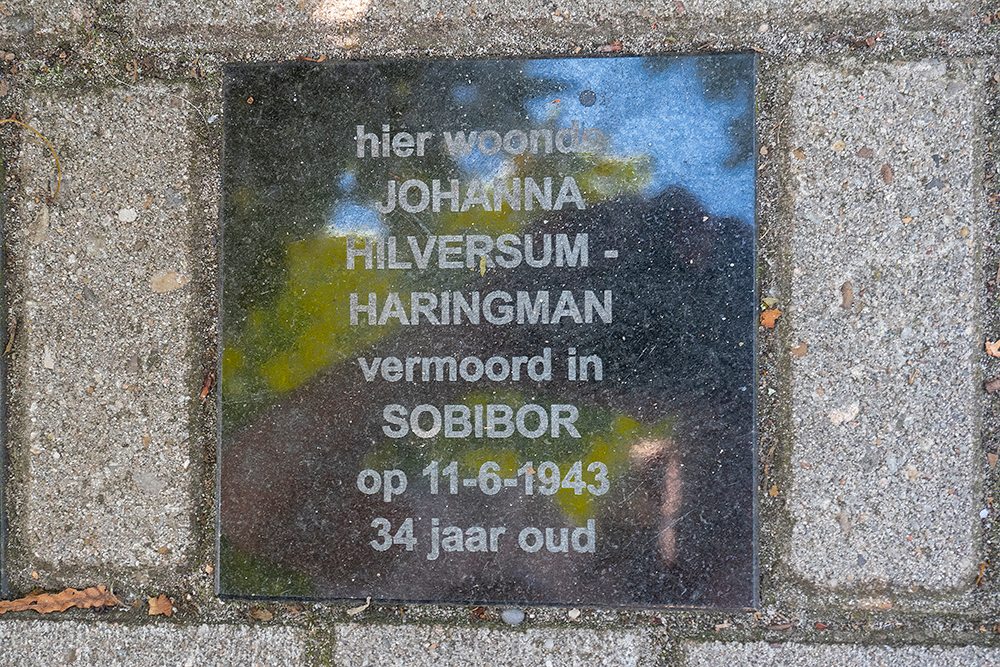 hier woonde
JOHANNA
HILVERSUM -
HARINGMAN
vermoord in
SOBIBOR
op 11-6-1943
34 jaar oud